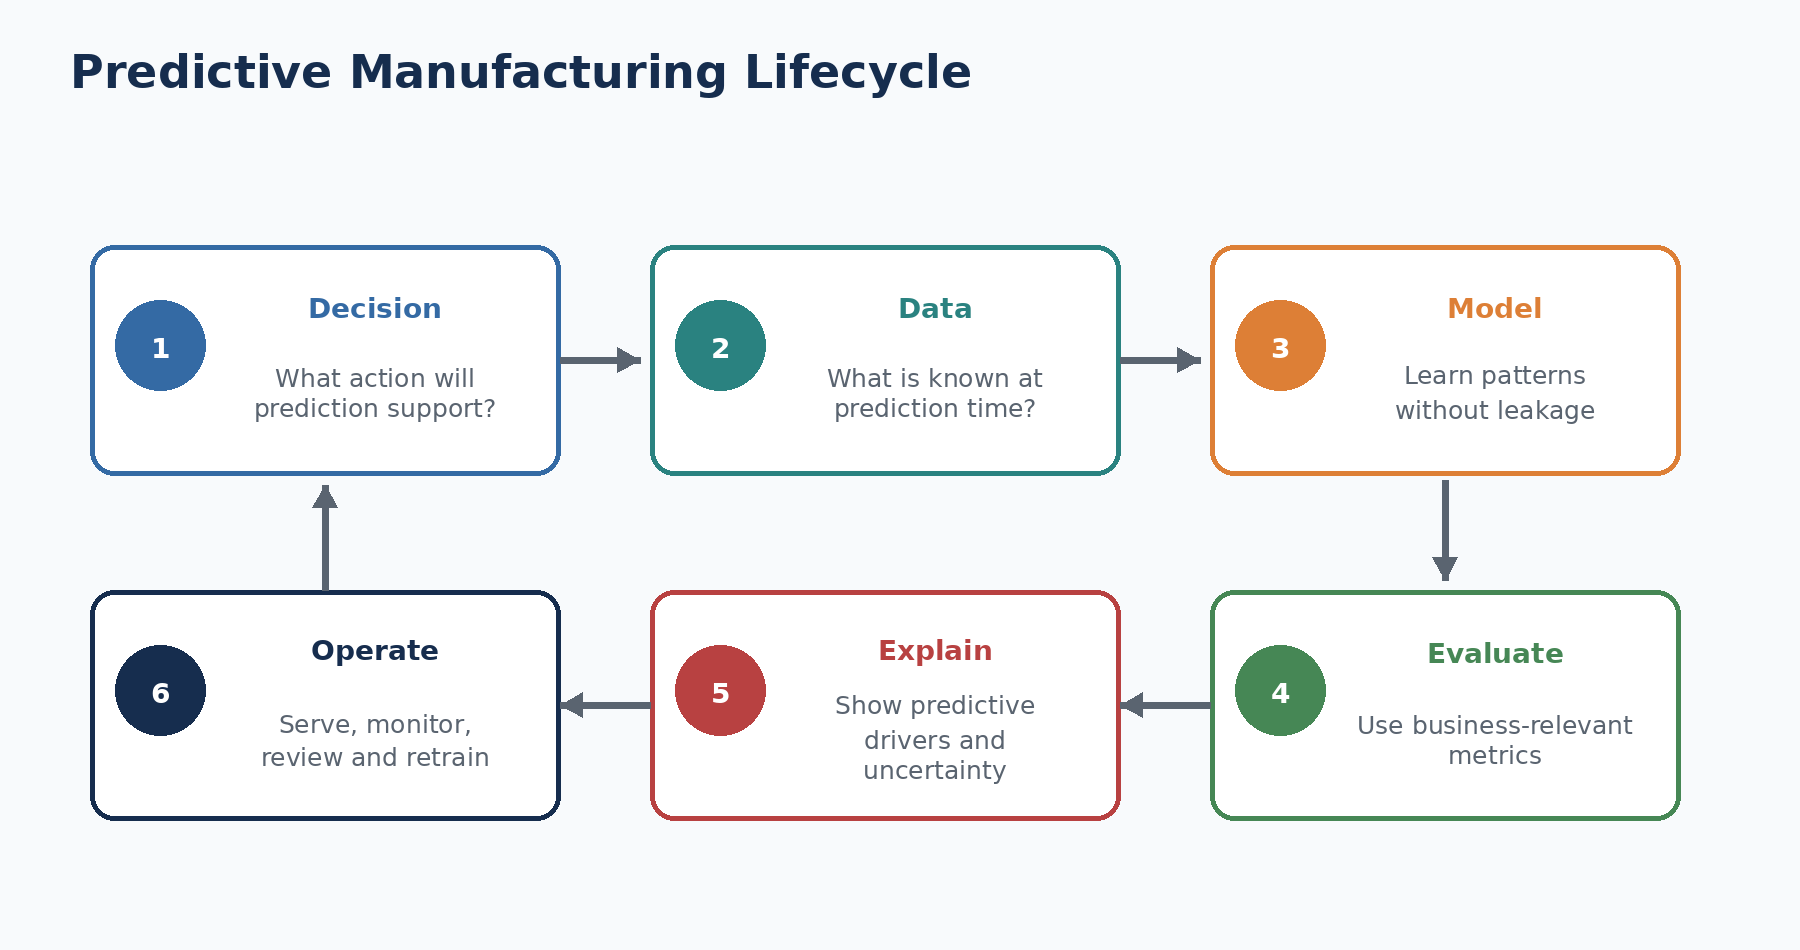 Predictive Manufacturing Lifecycle
1
Decision
What action will
prediction support?
2
Data
What is known at
prediction time?
3
Model
Learn patterns
without leakage
6
Operate
Serve, monitor,
review and retrain
5
Explain
Show predictive
drivers and
uncertainty
4
Evaluate
Use business-relevant
metrics